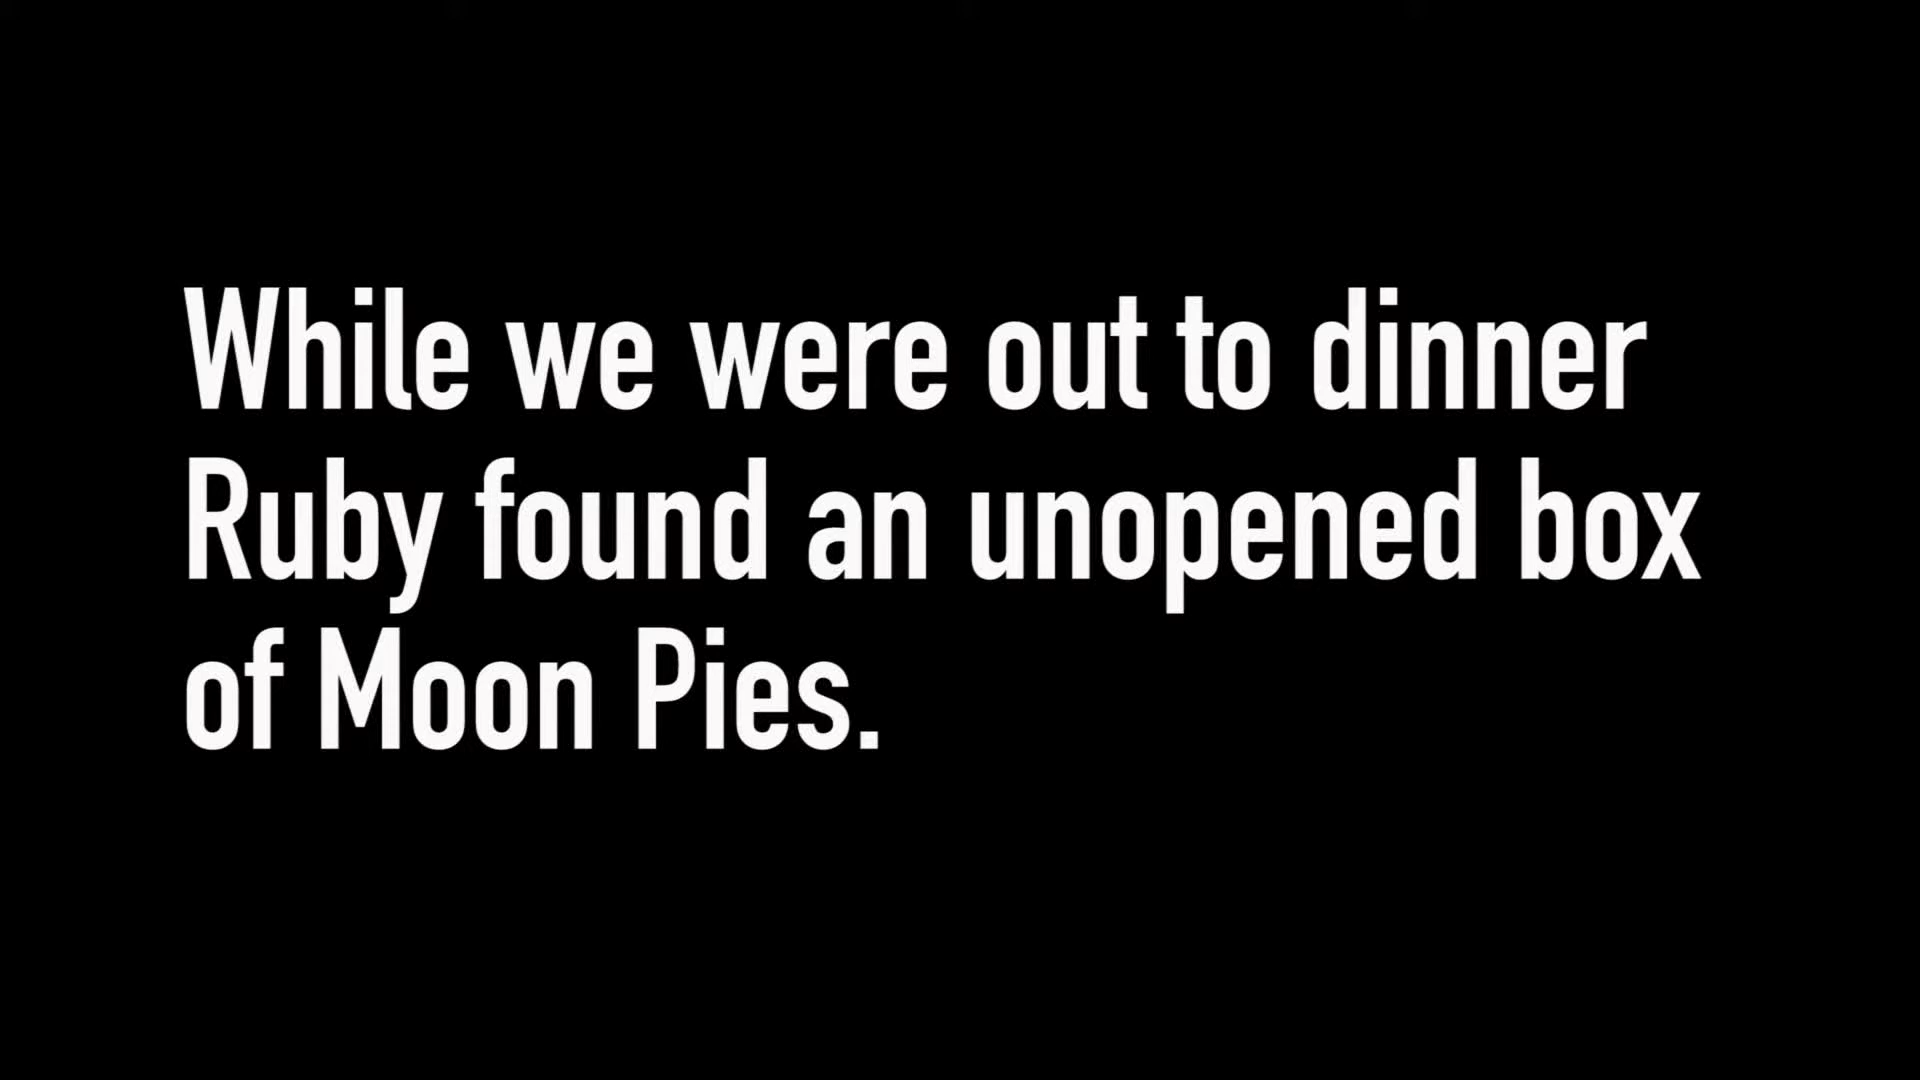 While we were out to dinner
Ruby found an unopened box
of Moon Pies.